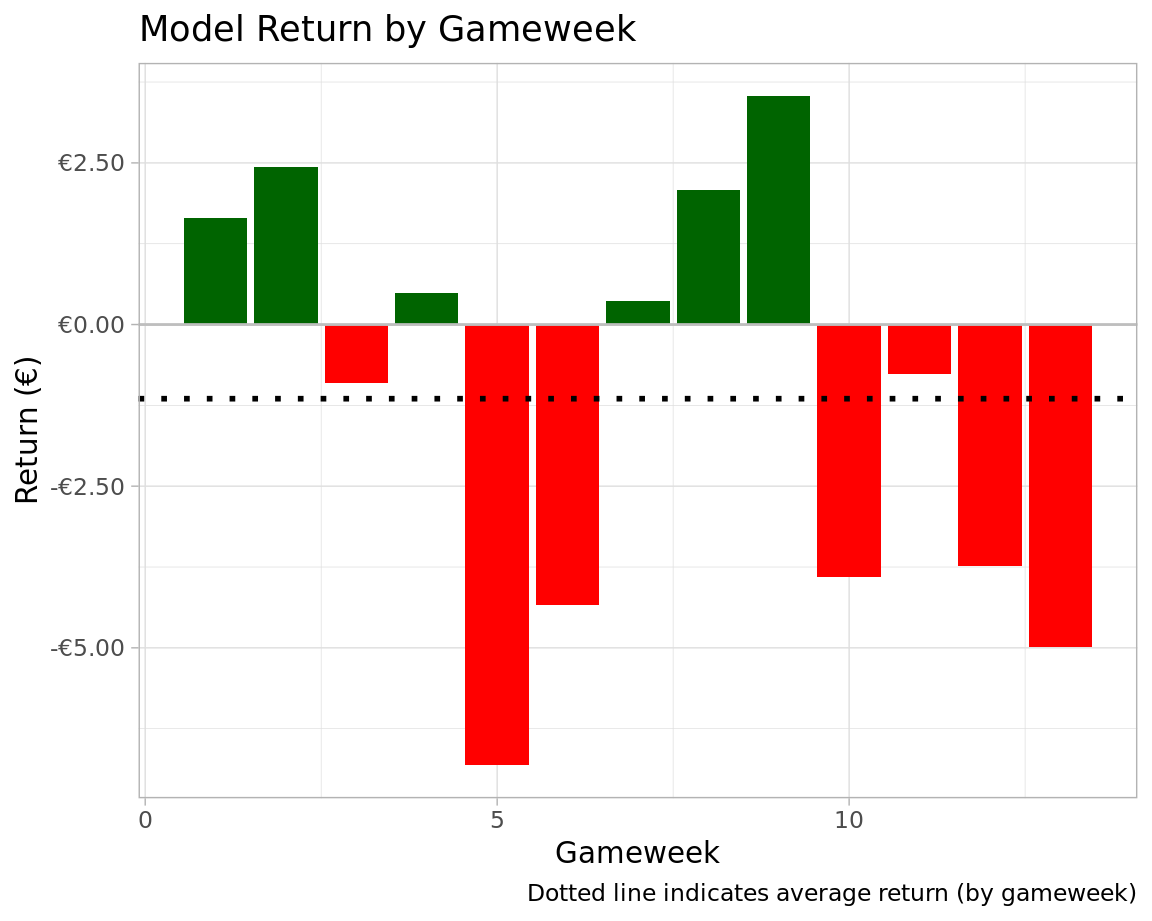 Model Return by Gameweek
Return (€)
€2.50
€0.00
-€2.50
-€5.00
0 5 10
Gameweek
Dotted line indicates average return (by gameweek)